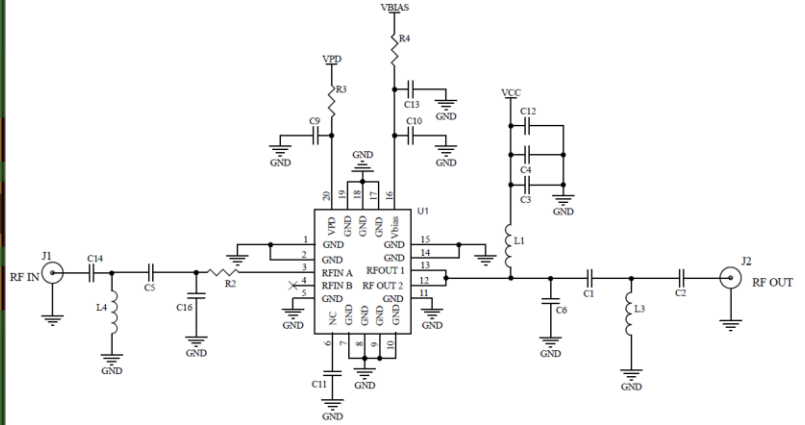 VBIAS
R4
VPD
R3
C13
GND
VCC
C12
C9
C10
GND
GND
GND
C4
C3
GND
20
19
18
17
16
U1
VPD
GND
GND
GND
Vbias
1
GND
GND
15
2
GND
GND
14
L1
J1
C14
3
RFIN A
RFOUT 1
13
J2
RF IN
C5
R2
4
RFIN B
RF OUT 2
12
C1
C2
RF OUT
L4
C16
5
GND
GND
11
C6
L3
GND
GND
NC
GND
GND
GND
GND
6
7
8
9
10
GND
GND
GND
GND
C11
GND
GND
GND